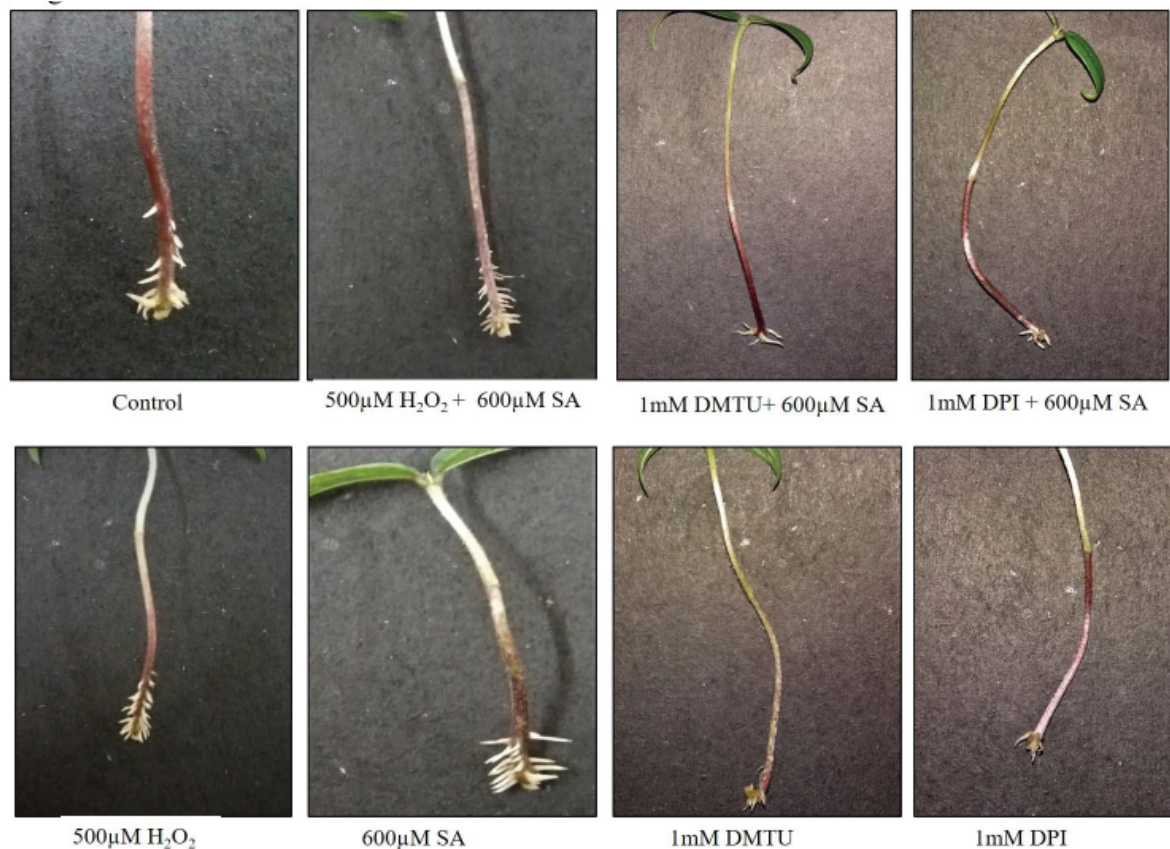 Control
500µM H₂O₂ + 600µM SA
1mM DMTU+ 600µM SA
1mM DPI + 600µM SA
500µM H₂O₂
600µM SA
1mM DMTU
1mM DPI